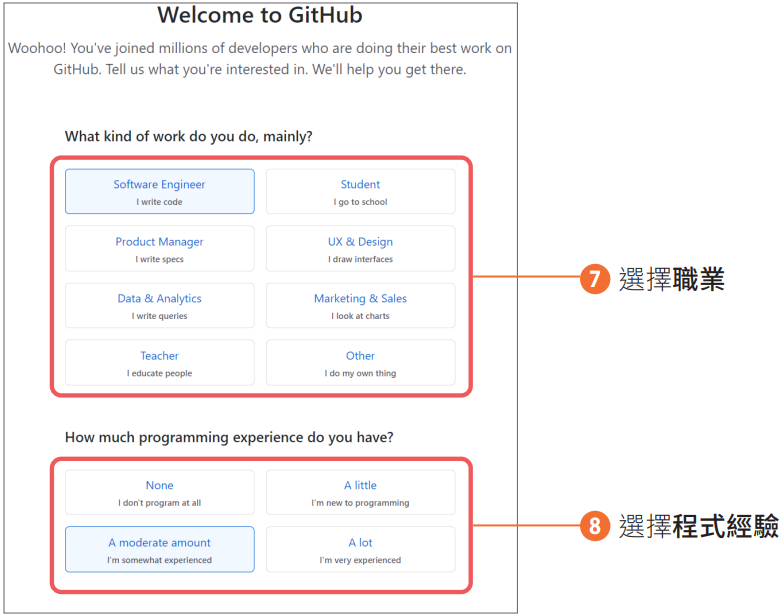 Welcome to GitHub
Woohoo! You've joined millions of developers who are doing their best work on
GitHub. Tell us what you're interested in. We'll help you get there.
What kind of work do you do, mainly?
Software Engineer
I write code
Student
I go to school
Product Manager
I write specs
UX & Design
I draw interfaces
Data & Analytics
I write queries
Marketing & Sales
I look at charts
Teacher
I educate people
Other
I do my own thing
7 選擇職業
How much programming experience do you have?
None
I don't program at all
A little
I'm new to programming
A moderate amount
I'm somewhat experienced
A lot
I'm very experienced
8 選擇程式經驗